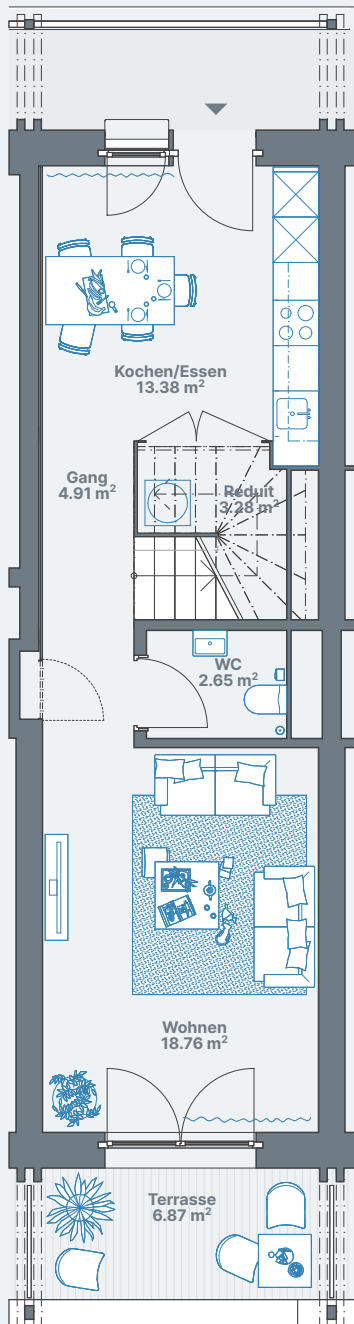 Kochen/Essen
13.38 m²
Gang
4.91 m²
Reduit
3.28 m²
WC
2.65 m²
Wohnen
18.76 m²
Terrasse
6.87 m²